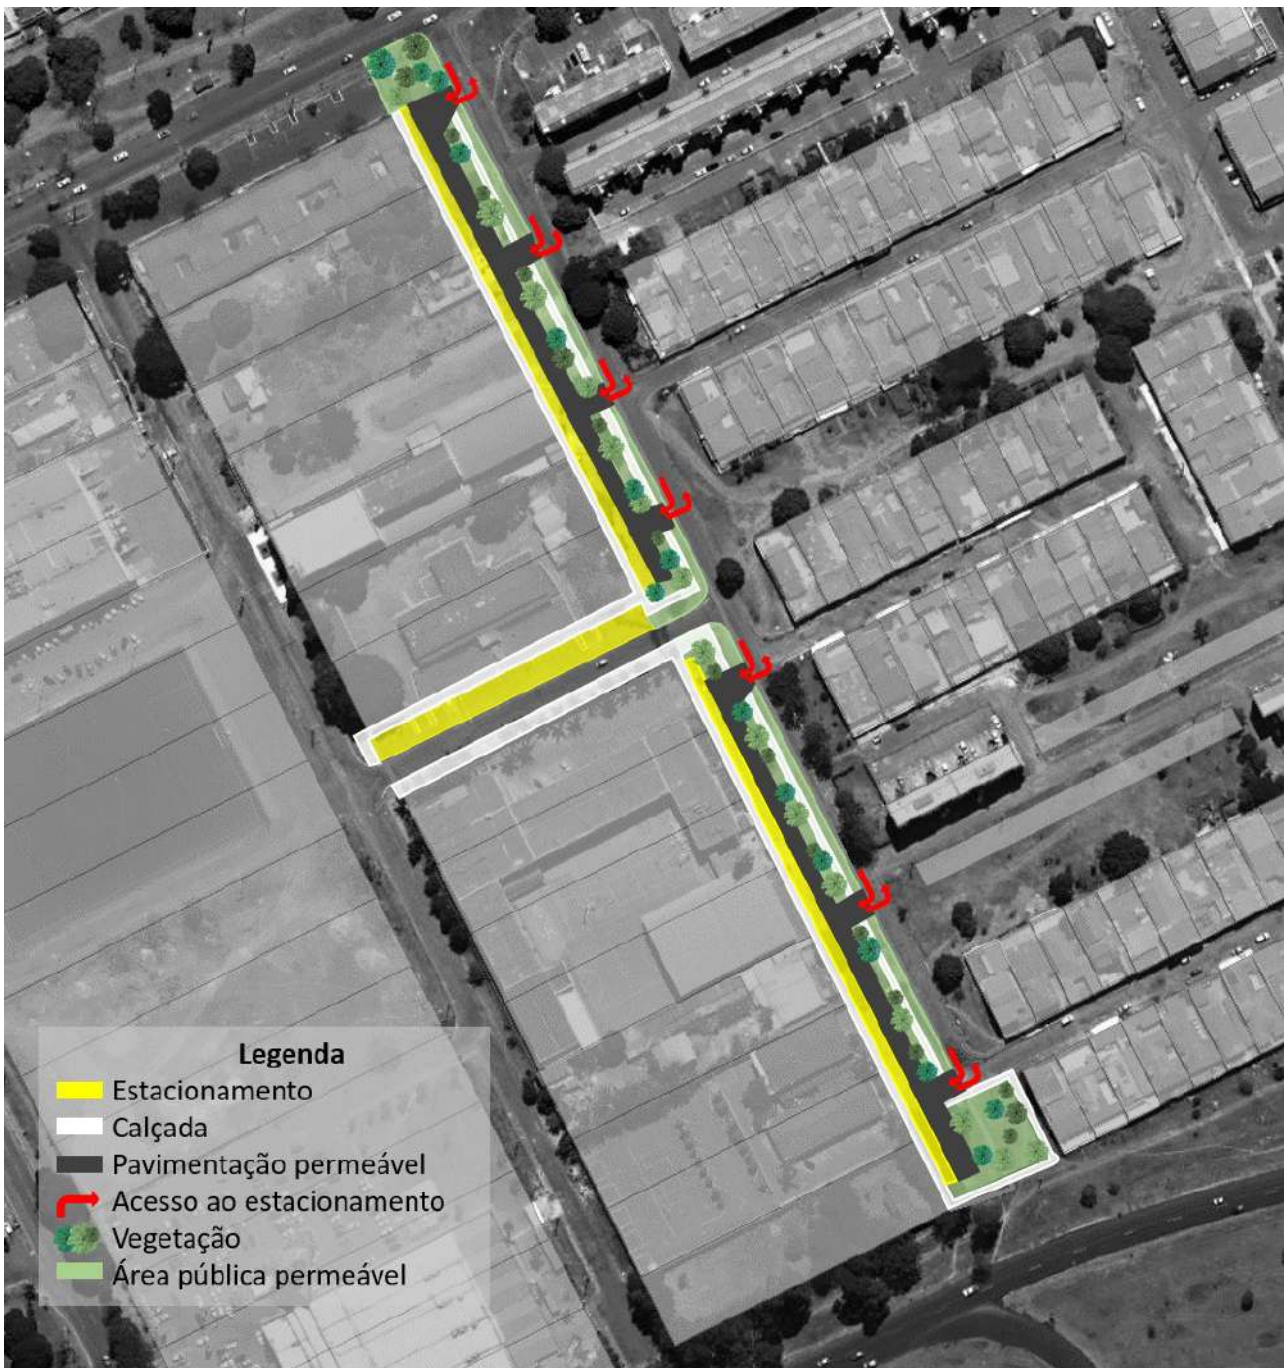 Legenda
Estacionamento
Calçada
Pavimentação permeável
Acesso ao estacionamento
Vegetação
Área pública permeável